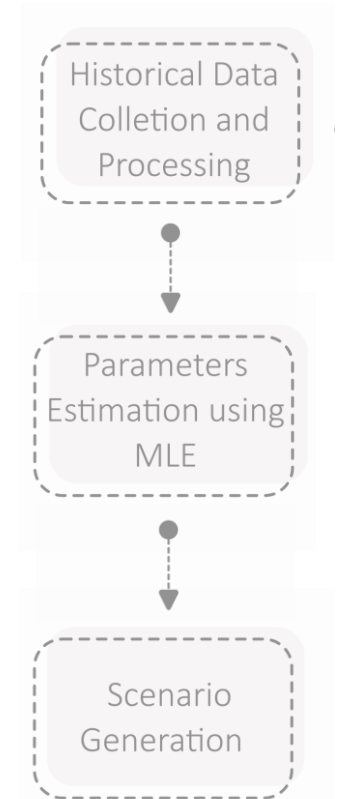 Historical Data
Colletion and
Processing
Parameters
Estimation using
MLE
Scenario
Generation